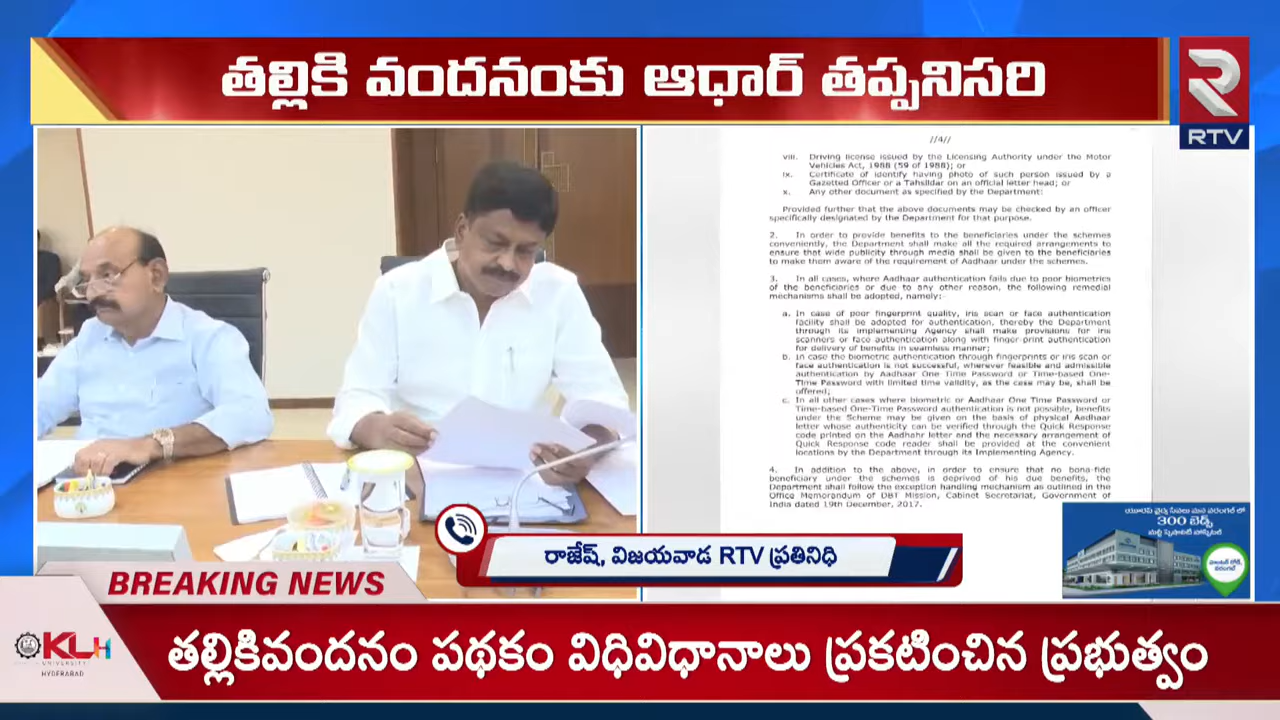 తల్లికి వందనంకు ఆధార్ తప్పనిసరి
RTV
//4//
viii. Driving license issued by the Licensing Authority under the Motor
Vehicles Act, 1988 (59 of 1988); or
ix. Certificate of identity having photo of such person issued by a
Gazetted Officer or a Tahsildar on an official letter head; or
x. Any other document as specified by the Department:
Provided further that the above documents may be checked by an officer
specifically designated by the Department for that purpose.
2. In order to provide benefits to the beneficiaries under the schemes
conveniently, the Department shall make all the required arrangements to
ensure that wide publicity through media shall be given to the beneficiaries
to make them aware of the requirement of Aadhaar under the schemes.
3. In all cases, where Aadhaar authentication fails due to poor biometrics
of the beneficiaries or due to any other reason, the following remedial
mechanisms shall be adopted, namely:-
a. In case of poor fingerprint quality, iris scan or face authentication
facility shall be adopted for authentication, thereby the Department
through its implementing Agency shall make provisions for iris
scanners or face authentication along with finger-print authentication
for delivery of benefits in seamless manner;
b. In case the biometric authentication through fingerprints or iris scan or
face authentication is not successful, wherever feasible and admissible
authentication by Aadhaar One Time Password or Time-based One-
Time Password with limited time validity, as the case may be, shall be
offered;
c. In all other cases where biometric or Aadhaar One Time Password or
Time-based One-Time Password authentication is not possible, benefits
under the Scheme may be given on the basis of physical Aadhaar
letter whose authenticity can be verified through the Quick Response
code printed on the Aadhahr letter and the necessary arrangement of
Quick Response code reader shall be provided at the convenient
locations by the Department through its Implementing Agency.
4. In addition to the above, in order to ensure that no bona-fide
beneficiary under the schemes is deprived of his due benefits, the
Department shall follow the exception handling mechanism as outlined in the
Office Memorandum of DBT Mission, Cabinet Secretariat, Government of
India dated 19th December, 2017.
యూరప్ వైద్య సేవలు మన వరంగల్ లో
300 బెడ్స్
మల్టీ స్పెషాలిటీ హాస్పిటల్
వరంగల్
రాజేష్, విజయవాడ RTV ప్రతినిధి
BREAKING NEWS
KLH
UNIVERSITY
HYDERABAD
తల్లికివందనం పథకం విధివిధానాలు ప్రకటించిన ప్రభుత్వం